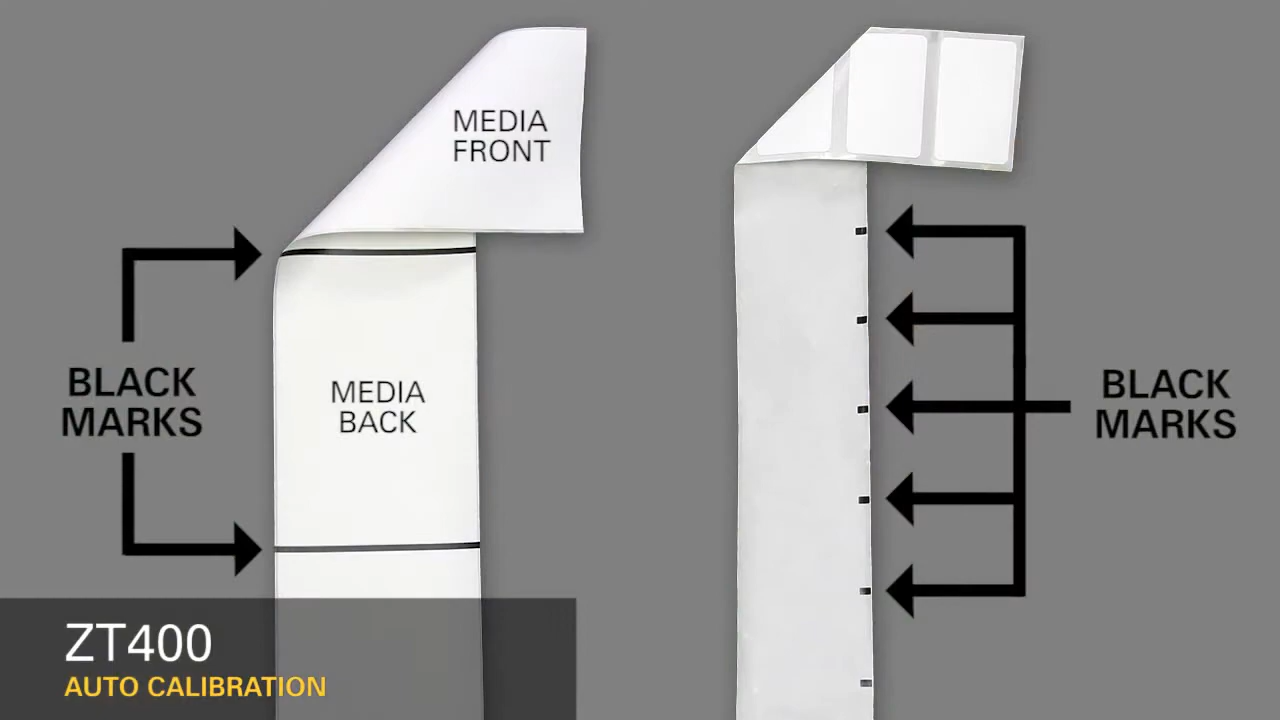 MEDIA
FRONT
BLACK
MARKS
MEDIA
BACK
BLACK
MARKS
ZT400
AUTO CALIBRATION